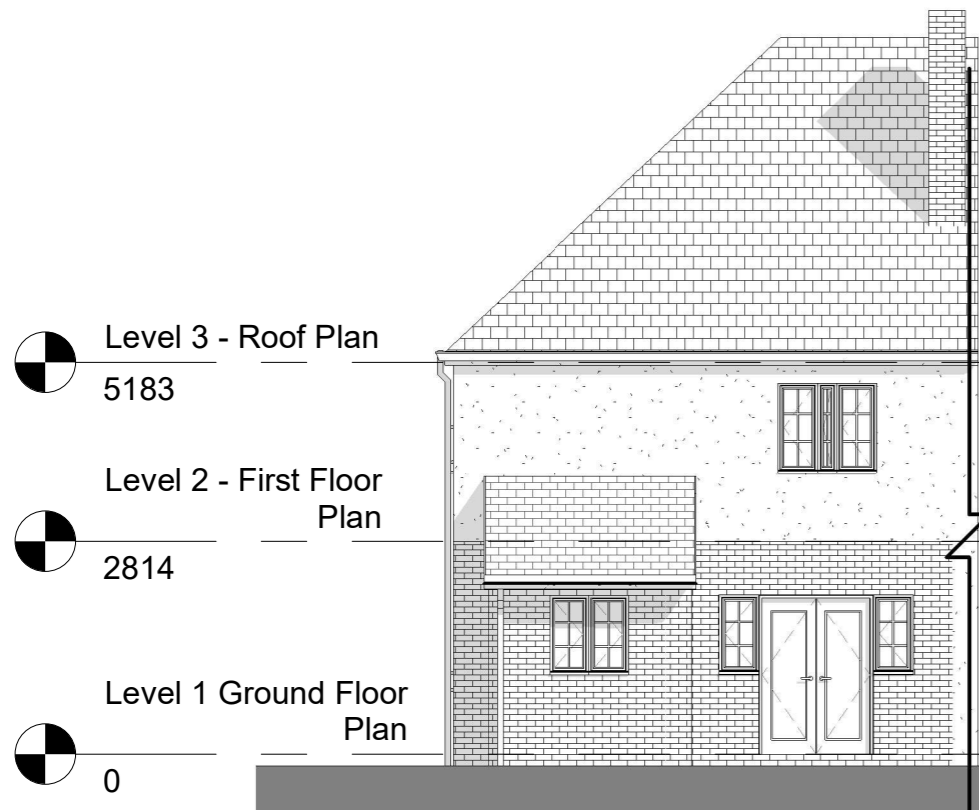 Level 3 - Roof Plan
5183
Level 2 - First Floor
Plan
2814
Level 1 Ground Floor
Plan
0